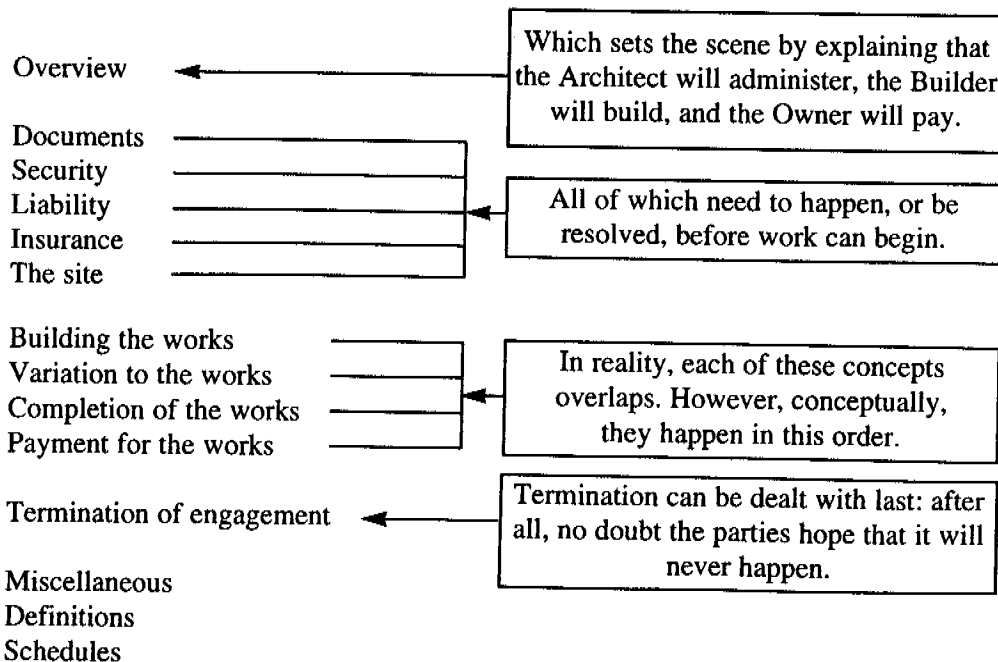 Overview
Which sets the scene by explaining that
the Architect will administer, the Builder
will build, and the Owner will pay.
Documents
Security
Liability
Insurance
The site
All of which need to happen, or be
resolved, before work can begin.
Building the works
Variation to the works
Completion of the works
Payment for the works
In reality, each of these concepts
overlaps. However, conceptually,
they happen in this order.
Termination of engagement
Termination can be dealt with last: after
all, no doubt the parties hope that it will
never happen.
Miscellaneous
Definitions
Schedules